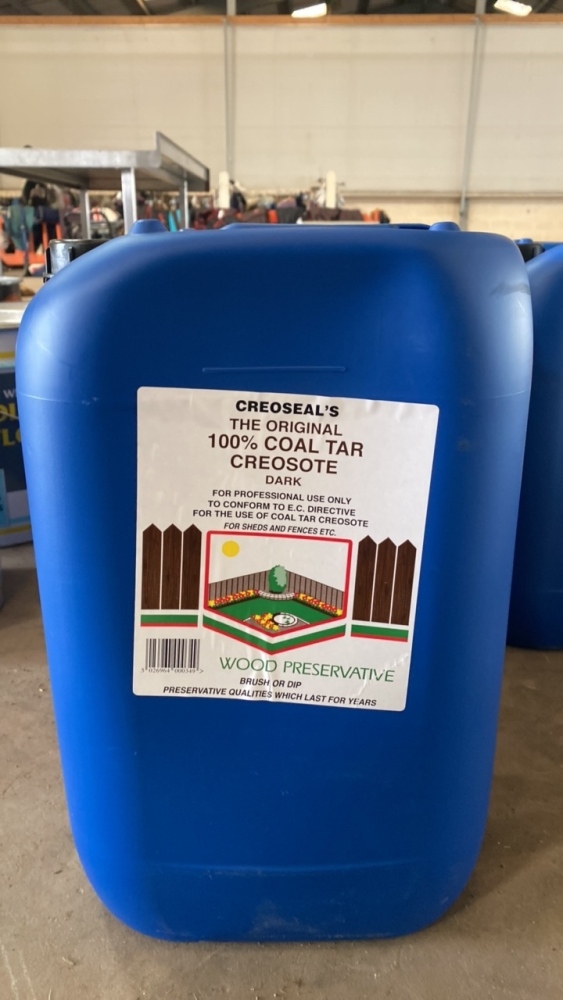 CREOSEAL'S
THE ORIGINAL
100% COAL TAR
CREOSOTE
DARK
FOR PROFESSIONAL USE ONLY
TO CONFORM TO E.C. DIRECTIVE
FOR THE USE OF COAL TAR CREOSOTE
FOR SHEDS AND FENCES ETC.
WOOD PRESERVATIVE
BRUSH OR DIP
PRESERVATIVE QUALITIES WHICH LAST FOR YEARS